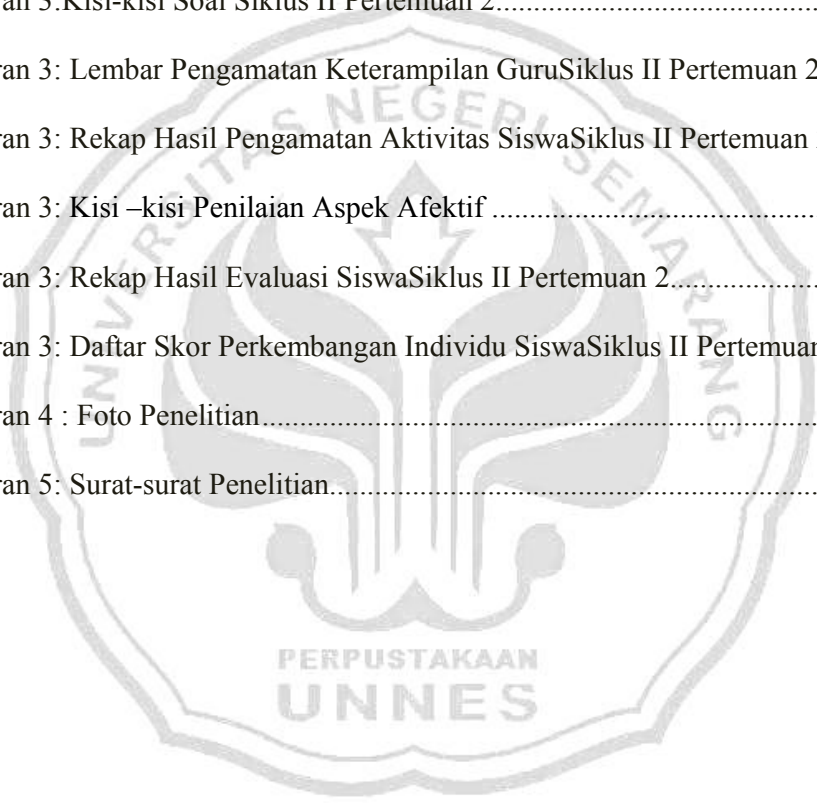 ran 3:Kisi-kisi Soal Siklus II Pertemuan 2
ran 3: Lembar Pengamatan Keterampilan GuruSiklus II Pertemuan 2
ran 3: Rekap Hasil Pengamatan Aktivitas SiswaSiklus II Pertemuan
ran 3: Kisi –kisi Penilaian Aspek Afektif ............................................
ran 3: Rekap Hasil Evaluasi SiswaSiklus II Pertemuan 2....................
ran 3: Daftar Skor Perkembangan Individu SiswaSiklus II Pertemuan
ran 4 : Foto Penelitian..........................................................................
ran 5: Surat-surat Penelitian.................................................................
UNIVERSITAS NEGERI SEMARANG
PERPUSTAKAAN
UNNES